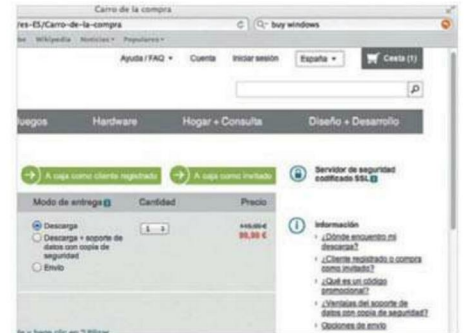 Carro de la compra
/es-ES/Carro-de-la-compra
buy windows
Wikipedia Noticias Populares
Ayuda / FAQ Cuenta Iniciar sesión España Cesta (1)
Juegos Hardware Hogar + Consulta Diseño + Desarrollo
A caja como cliente registrado A caja como invitado
Servidor de seguridad
codificado SSL
Modo de entrega Cantidad Precio
Descarga 1
99,99 €
Descarga + soporte de
datos con copia de
seguridad
Envío
Información
¿Dónde encuentro mi
descarga?
¿Cliente registrado o compra
como invitado?
¿Qué es un código
promocional?
¿Ventajas del soporte de
datos con copia de seguridad?
Opciones de envío